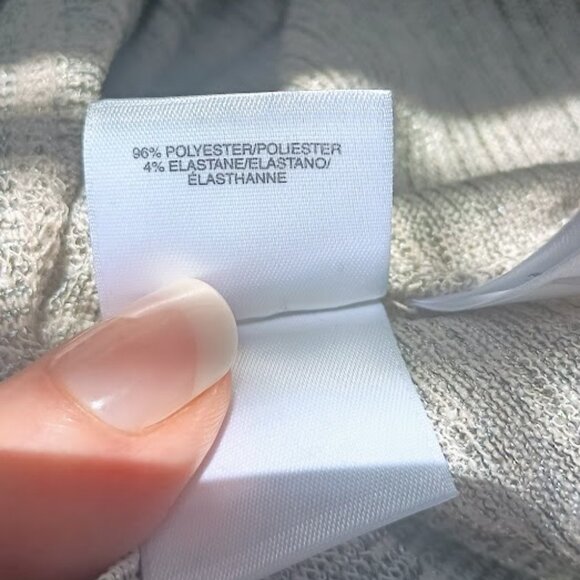 96% POLYESTER/POLIESTER
4% ELASTANE/ELASTANO/
ÉLASTHANNE